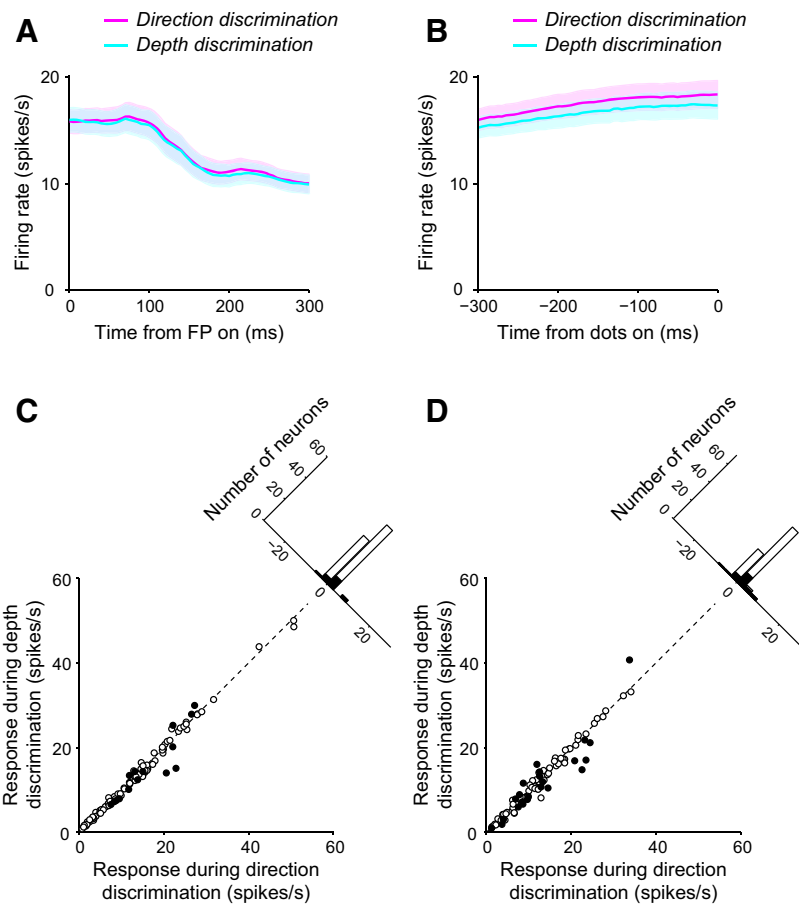 A
Direction discrimination
Depth discrimination
20
10
0
Firing rate (spikes/s)
0 100 200 300
Time from FP on (ms)
B
Direction discrimination
Depth discrimination
20
10
0
Firing rate (spikes/s)
−300 −200 −100 0
Time from dots on (ms)
C
Number of neurons
0 20 40 60
−20 0 20
60
40
20
0
Response during depth
discrimination (spikes/s)
0 20 40 60
Response during direction
discrimination (spikes/s)
D
Number of neurons
0 20 40 60
−20 0 20
60
40
20
0
Response during depth
discrimination (spikes/s)
0 20 40 60
Response during direction
discrimination (spikes/s)